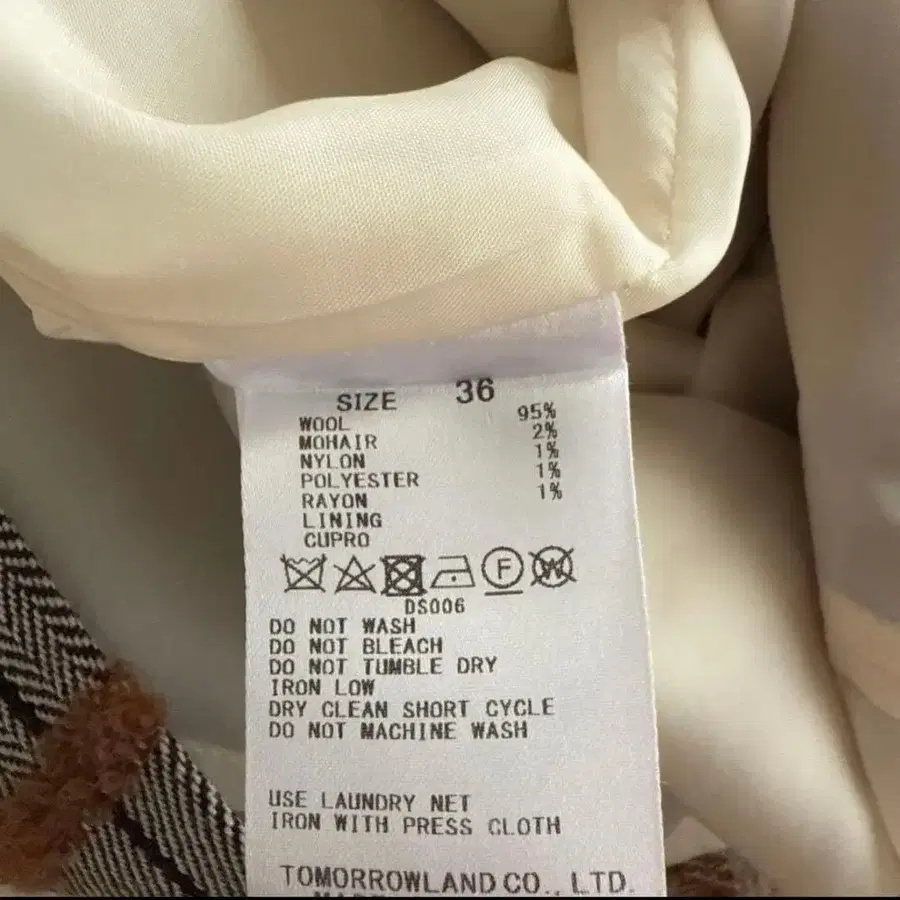 SIZE 36
WOOL 95%
MOHAIR 2%
NYLON 1%
POLYESTER 1%
RAYON 1%
LINING
CUPRO
F W
DS006
DO NOT WASH
DO NOT BLEACH
DO NOT TUMBLE DRY
IRON LOW
DRY CLEAN SHORT CYCLE
DO NOT MACHINE WASH
USE LAUNDRY NET
IRON WITH PRESS CLOTH
TOMORROWLAND CO., LTD.